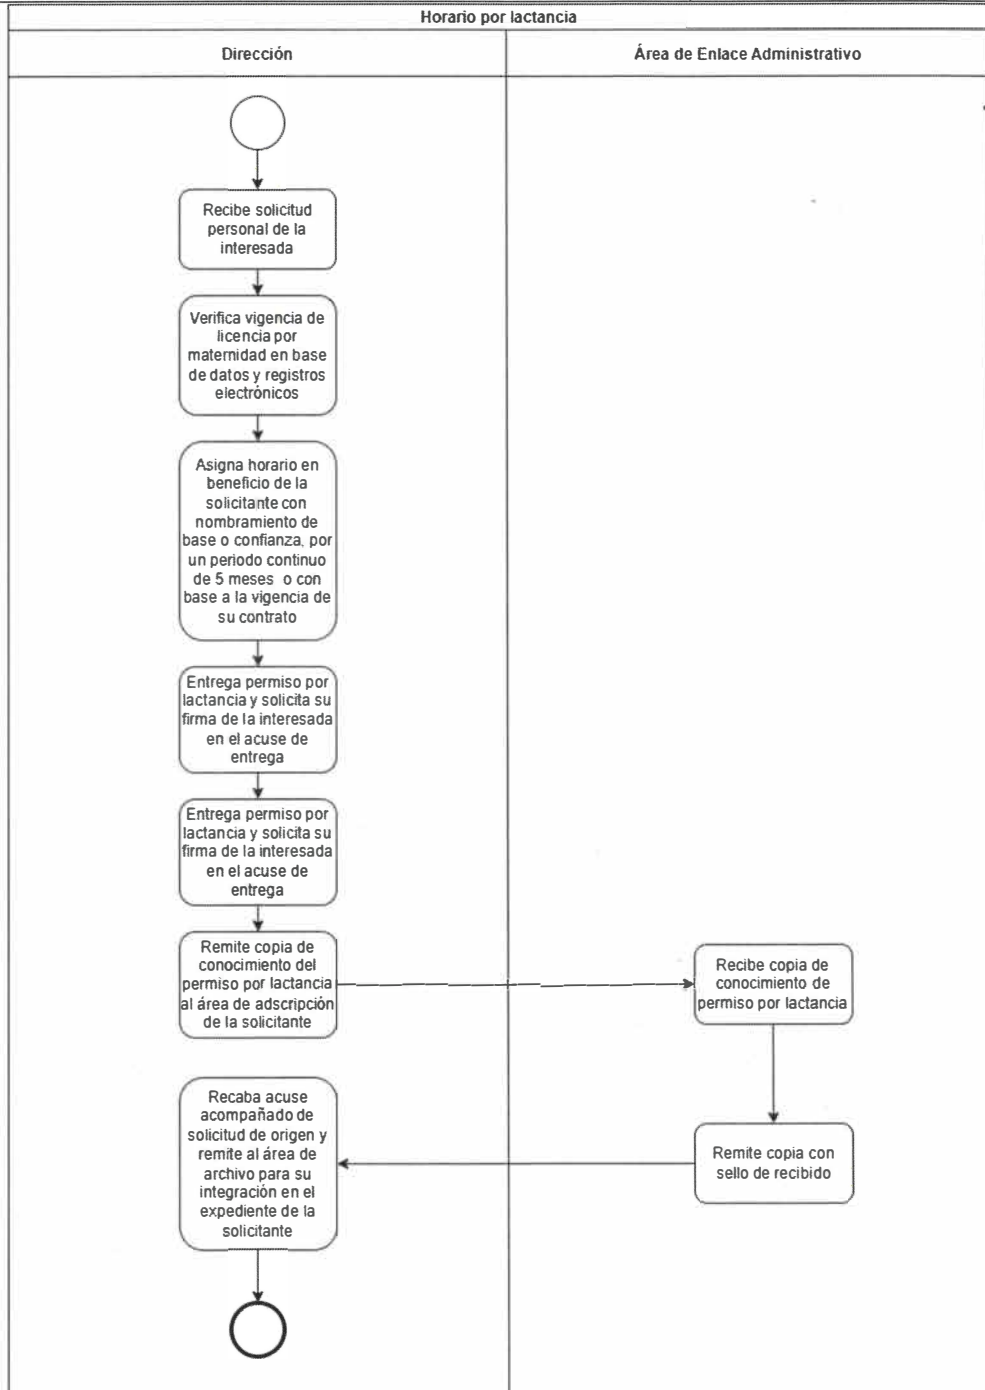 Horario por lactancia
Dirección
Área de Enlace Administrativo
Recibe solicitud
personal de la
interesada
Verifica vigencia de
licencia por
maternidad en base
de datos y registros
electrónicos
Asigna horario en
beneficio de la
solicitante con
nombramiento de
base o confianza, por
un periodo continuo
de 5 meses o con
base a la vigencia de
su contrato
Entrega permiso por
lactancia y solicita su
firma de la interesada
en el acuse de
entrega
Entrega permiso por
lactancia y solicita su
firma de la interesada
en el acuse de
entrega
Remite copia de
conocimiento del
permiso por lactancia
al área de adscripción
de la solicitante
Recibe copia de
conocimiento de
permiso por lactancia
Remite copia con
sello de recibido
Recaba acuse
acompañado de
solicitud de origen y
remite al área de
archivo para su
integración en el
expediente de la
solicitante